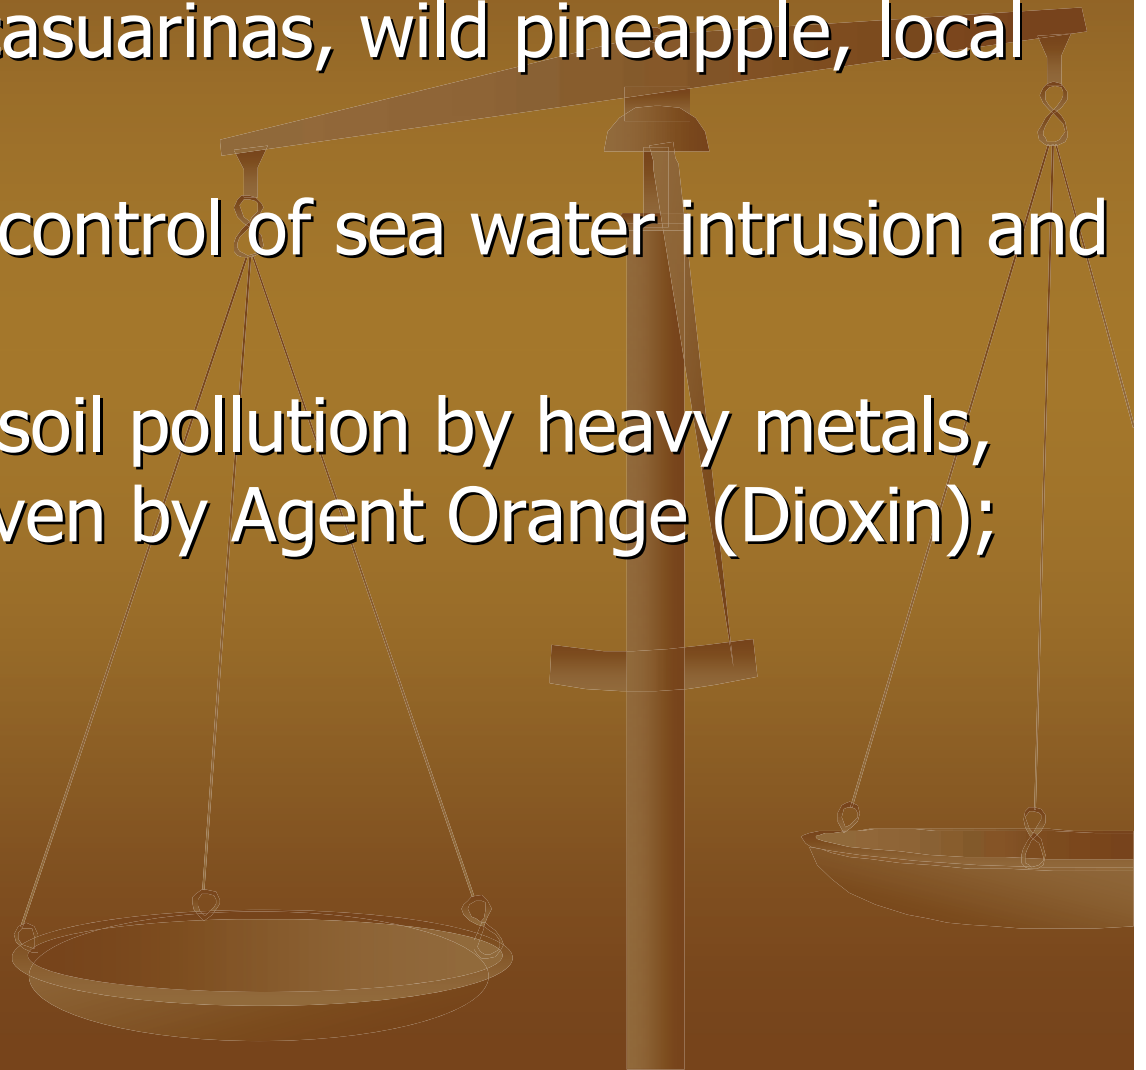 casuarinas, wild pineapple, local
control of sea water intrusion and
soil pollution by heavy metals,
ven by Agent Orange (Dioxin);